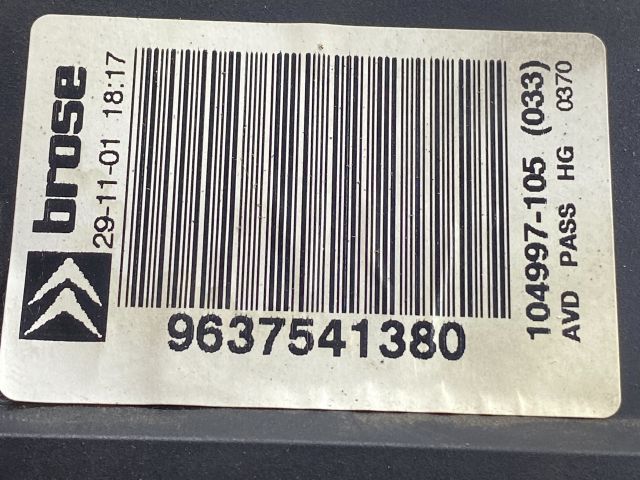 brose
29-11-01 18:17
9637541380
104997-105 (033)
AVD PASS HG 0370